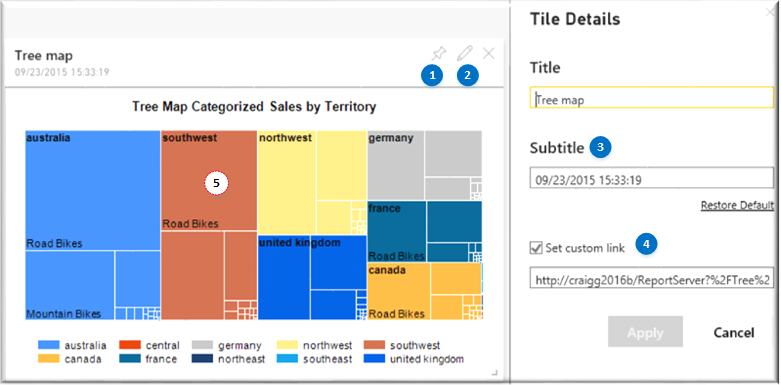 Tree map
09/23/2015 15:33:19
1
2
Tree Map Categorized Sales by Territory
australia
southwest
northwest
germany
5
Road Bikes
Road Bikes
france
united kingdom
Road Bikes
canada
Mountain Bikes
Road Bikes
australia
central
germany
northwest
southwest
canada
france
northeast
southeast
united kingdom
Tile Details
Title
Tree map
Subtitle
3
09/23/2015 15:33:19
Restore Default
Set custom link
4
http://craigg2016b/ReportServer?%2FTree%2
Apply
Cancel